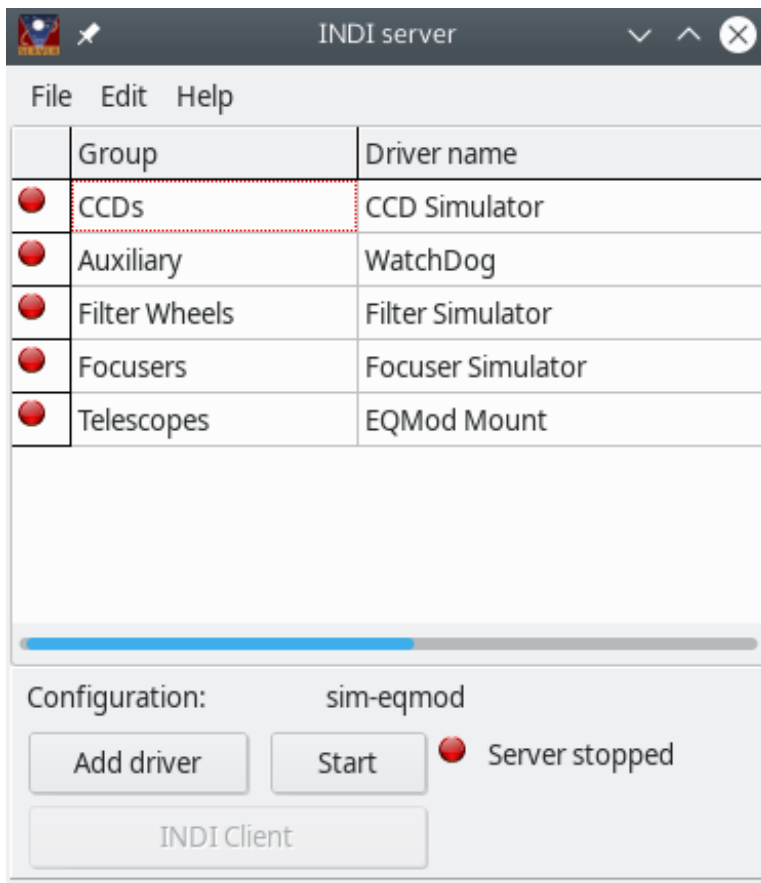 INDI server
File Edit Help
Group Driver name
CCDs CCD Simulator
Auxiliary WatchDog
Filter Wheels Filter Simulator
Focusers Focuser Simulator
Telescopes EQMod Mount
Configuration: sim-eqmod
Add driver Start Server stopped
INDI Client